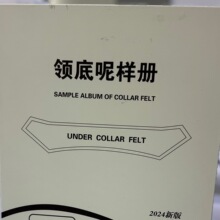 领底呢样册
SAMPLE ALBUM OF COLLAR FELT
UNDER COLLAR FELT
2024新版